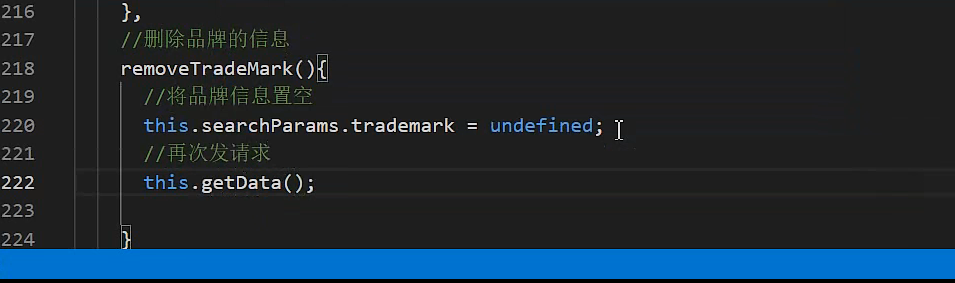 216 },
217 //删除品牌的信息
218 removeTradeMark(){
219 //将品牌信息置空
220 this.searchParams.trademark = undefined;
221 //再次发请求
222 this.getData();
223
224 }